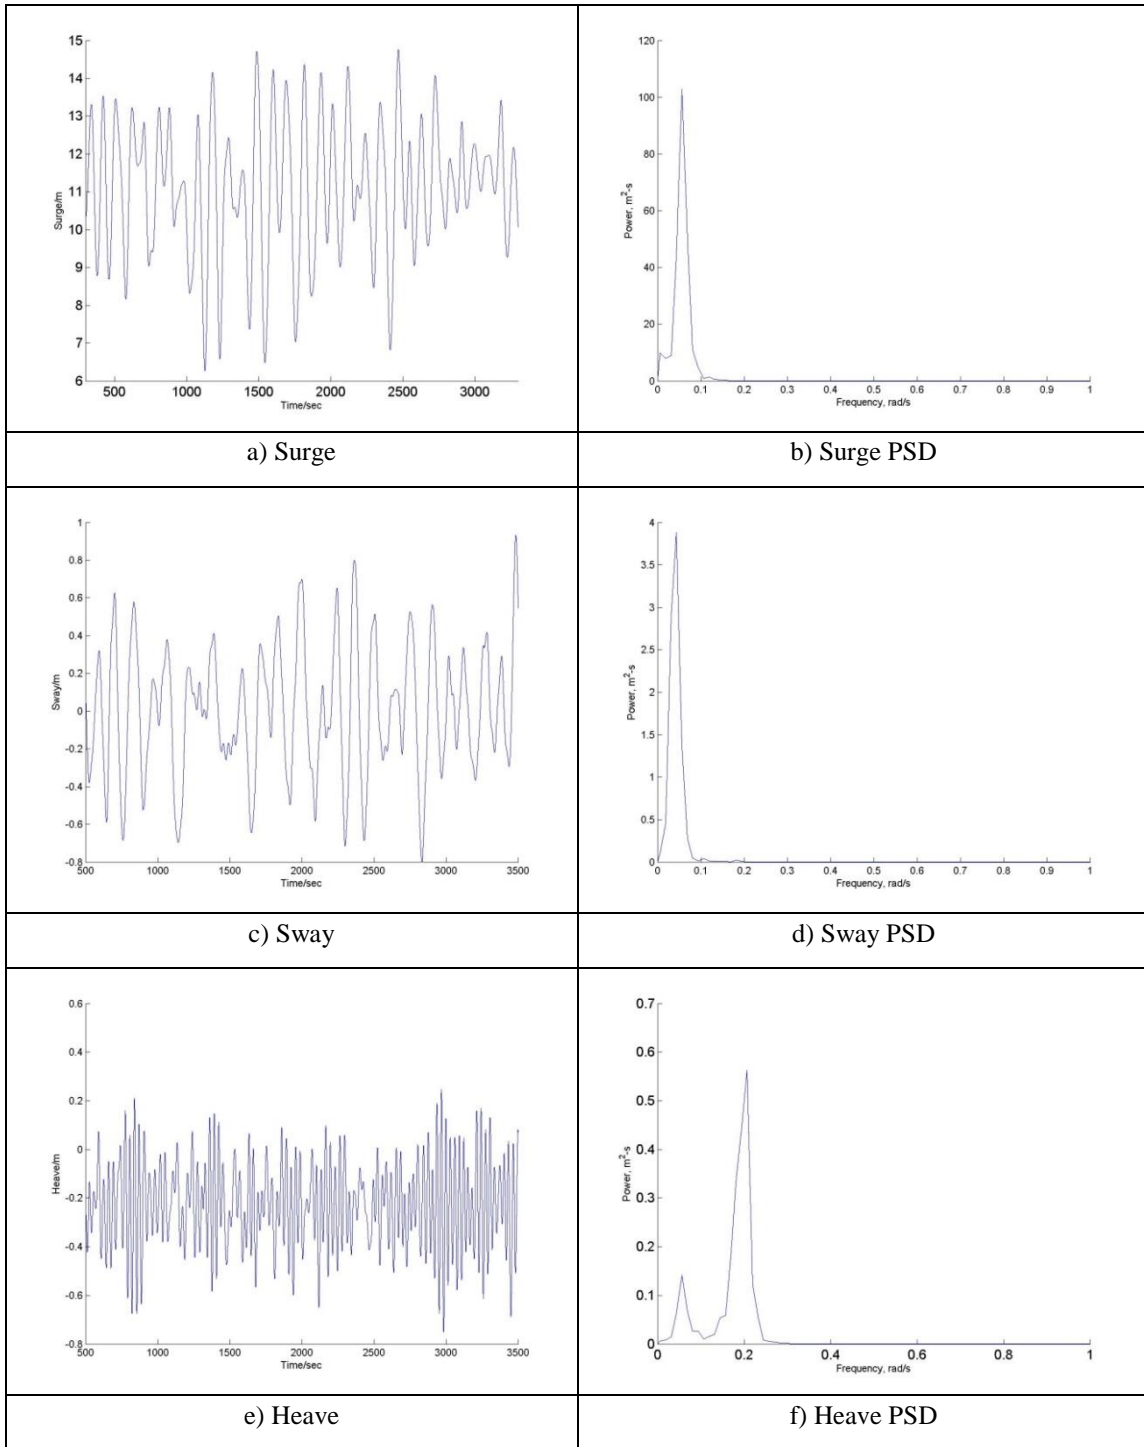 15
14
13
12
11
10
9
8
7
6
Surge/m
500 1000 1500 2000 2500 3000
Time/sec
120
100
80
60
40
20
0
Power, m²-s
0 0.1 0.2 0.3 0.4 0.5 0.6 0.7 0.8 0.9 1
Frequency, rad/s
a) Surge
b) Surge PSD
1
0.8
0.6
0.4
0.2
0
-0.2
-0.4
-0.6
-0.8
Sway/m
500 1000 1500 2000 2500 3000 3500
Time/sec
4
3.5
3
2.5
2
1.5
1
0.5
0
Power, m²-s
0 0.1 0.2 0.3 0.4 0.5 0.6 0.7 0.8 0.9 1
Frequency, rad/s
c) Sway
d) Sway PSD
0.6
0.4
0.2
0
-0.2
-0.4
-0.6
-0.8
Heave/m
500 1000 1500 2000 2500 3000 3500
Time/sec
0.7
0.6
0.5
0.4
0.3
0.2
0.1
0
Power, m²-s
0 0.2 0.4 0.6 0.8 1
Frequency, rad/s
e) Heave
f) Heave PSD